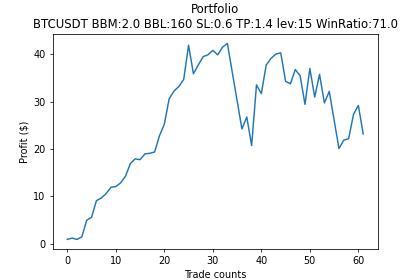 Portfolio
BTCUSDT BBM:2.0 BBL:160 SL:0.6 TP:1.4 lev:15 WinRatio:71.0
40
30
20
10
0
Profit ($)
0 10 20 30 40 50 60
Trade counts